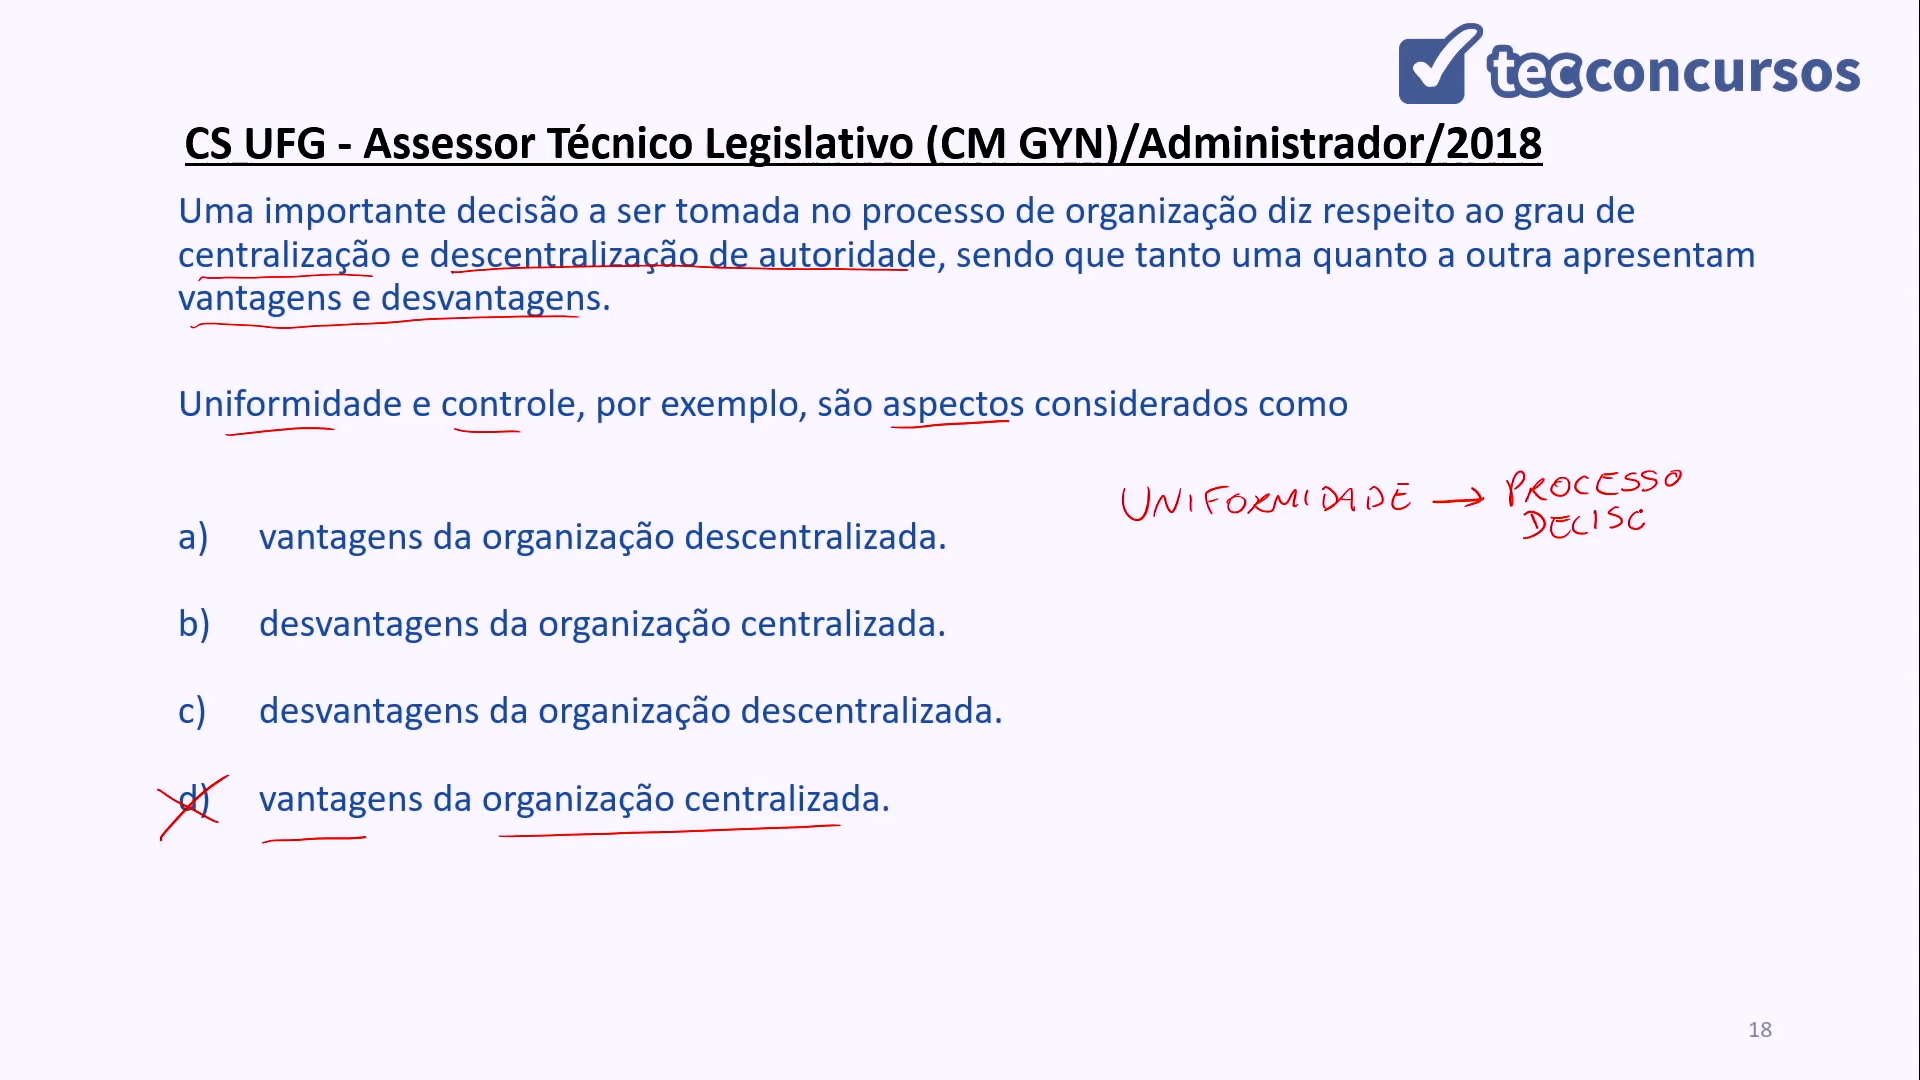 tecconcursos
CS UFG - Assessor Técnico Legislativo (CM GYN)/Administrador/2018
Uma importante decisão a ser tomada no processo de organização diz respeito ao grau de
centralização e descentralização de autoridade, sendo que tanto uma quanto a outra apresentam
vantagens e desvantagens.
Uniformidade e controle, por exemplo, são aspectos considerados como
UNIFORMIDADE → PROCESSO
DECISO
a) vantagens da organização descentralizada.
b) desvantagens da organização centralizada.
c) desvantagens da organização descentralizada.
d) vantagens da organização centralizada.
18